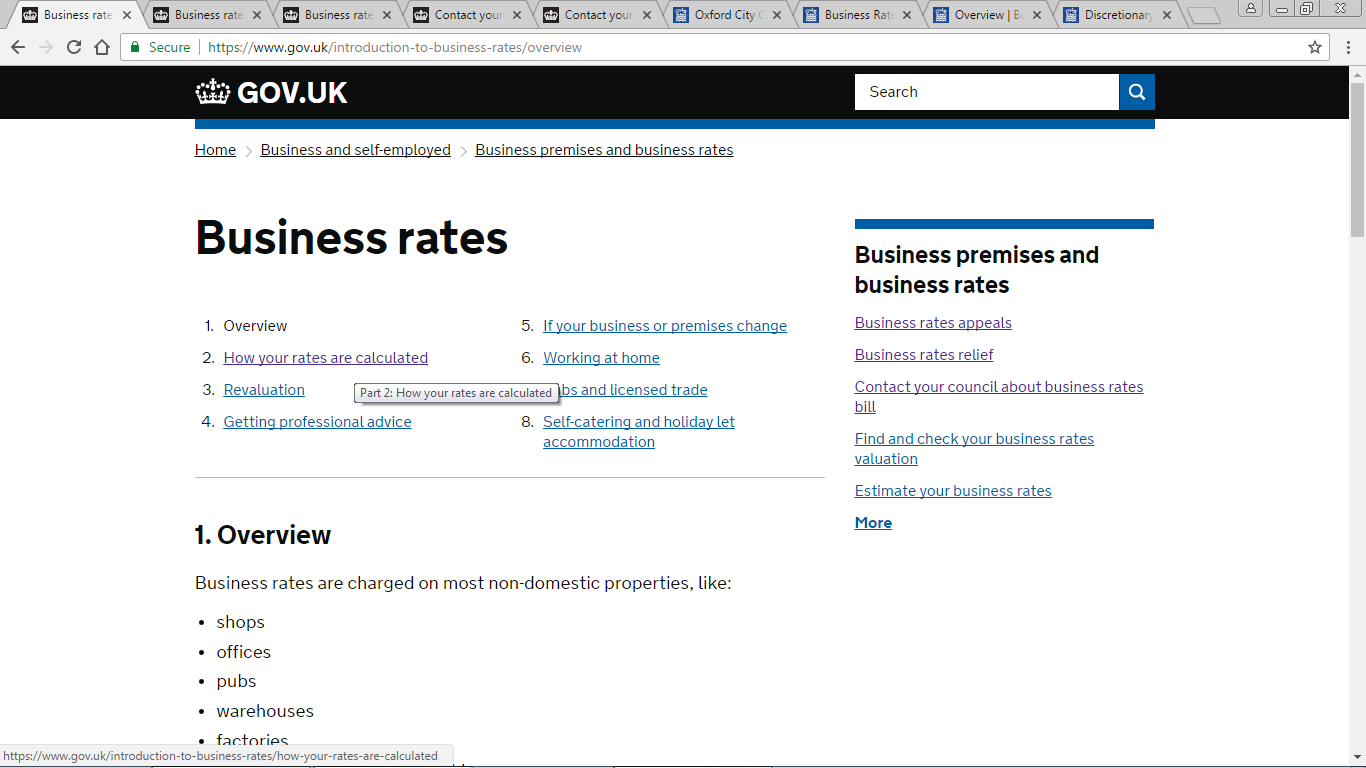 Business rate
Business rate
Business rate
Contact your
Contact your
Oxford City C
Business Rate
Overview | Bu
Discretionary
Secure https://www.gov.uk/introduction-to-business-rates/overview
GOV.UK
Search
Home Business and self-employed Business premises and business rates
Business rates
1. Overview
2. How your rates are calculated
3. Revaluation
4. Getting professional advice
Part 2: How your rates are calculated
5. If your business or premises change
6. Working at home
bs and licensed trade
8. Self-catering and holiday let
accommodation
Business premises and
business rates
Business rates appeals
Business rates relief
Contact your council about business rates
bill
Find and check your business rates
valuation
Estimate your business rates
More
1. Overview
Business rates are charged on most non-domestic properties, like:
• shops
• offices
• pubs
• warehouses
• factories
https://www.gov.uk/introduction-to-business-rates/how-your-rates-are-calculated